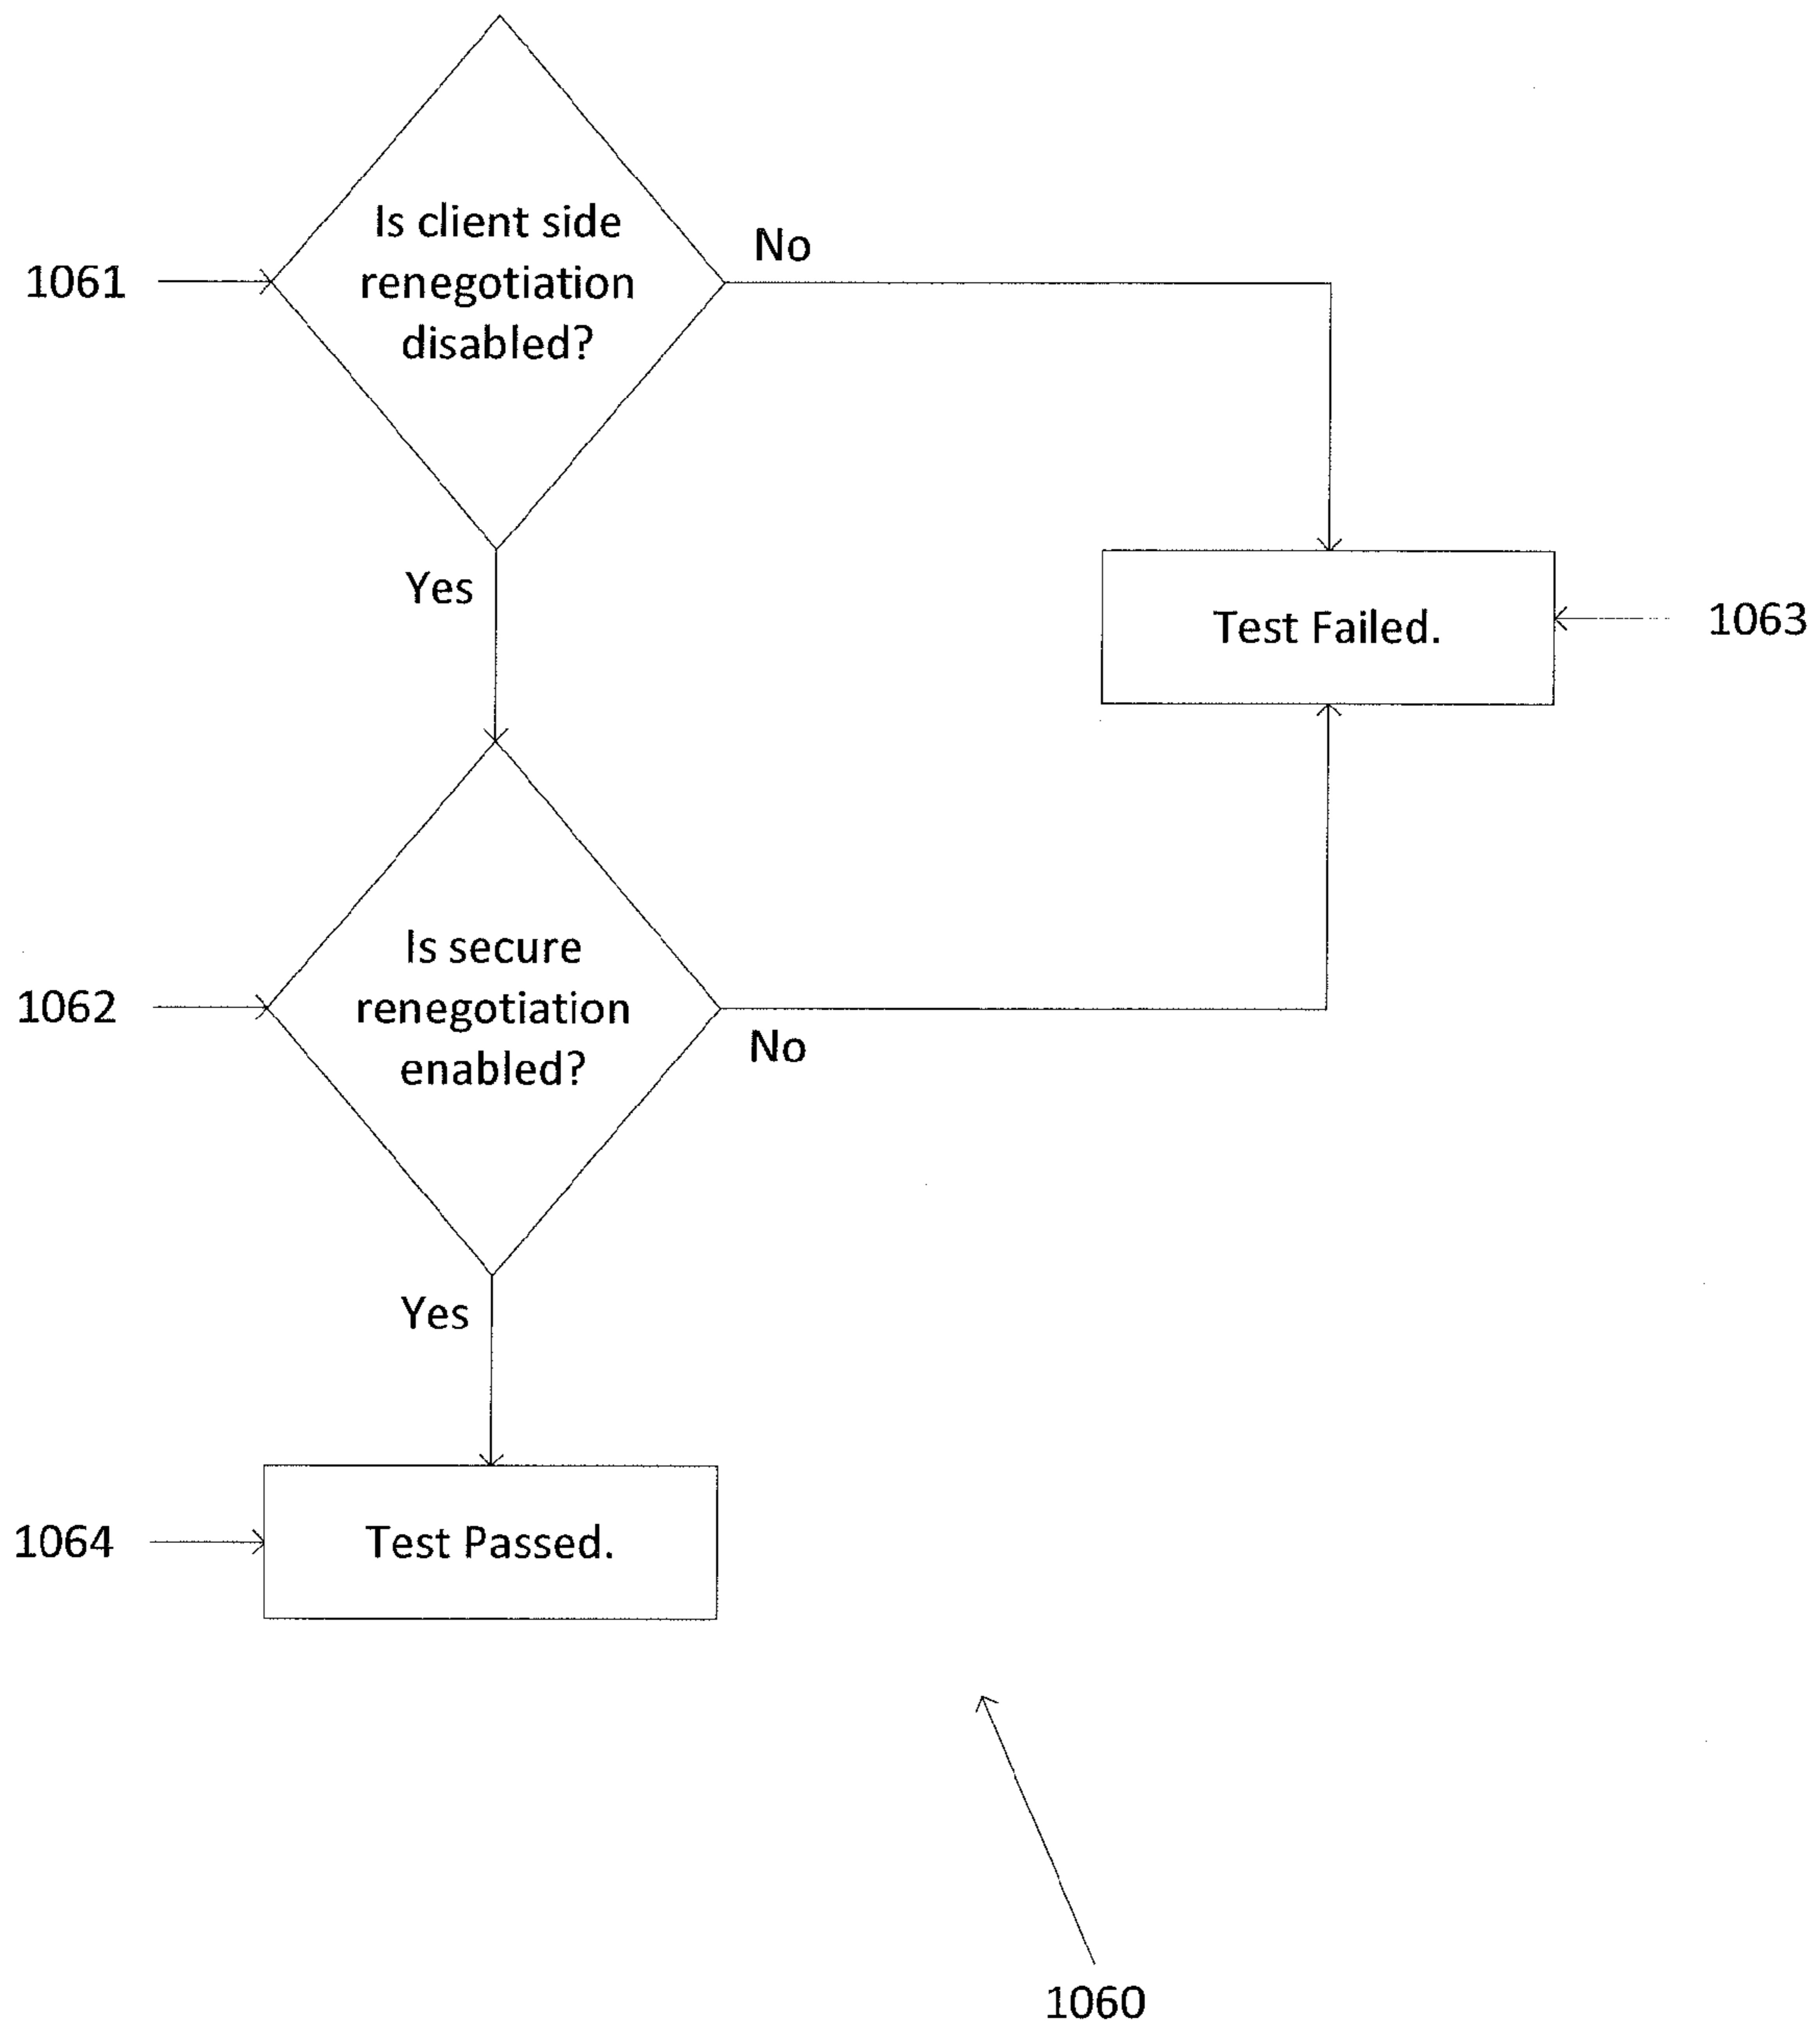 Is client side
renegotiation
disabled?
No
1061
Yes
Test Failed.
1063
Is secure
renegotiation
enabled?
1062
No
Yes
1064
Test Passed.
1060